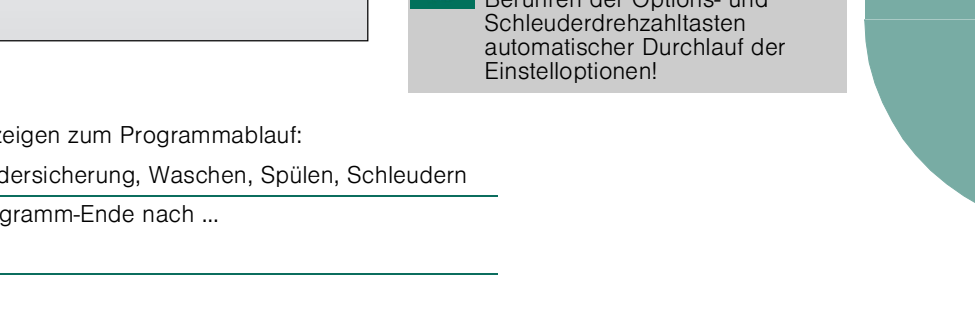 Berühren der Options- und
Schleuderdrehzahltasten
automatischer Durchlauf der
Einstelloptionen!
zeigen zum Programmablauf:
dersicherung, Waschen, Spülen, Schleudern
gramm-Ende nach ...